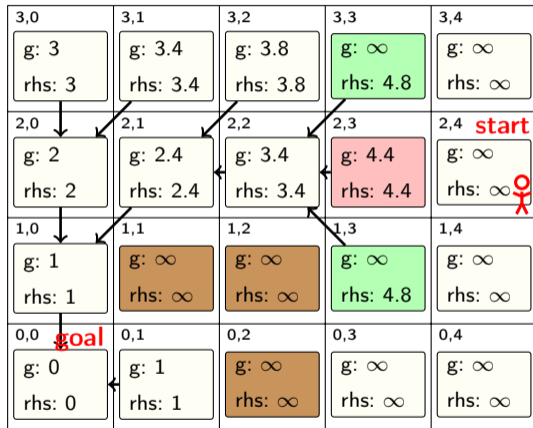 3,0 3,1 3,2 3,3 3,4
g: 3 g: 3.4 g: 3.8 g: ∞ g: ∞
rhs: 3 rhs: 3.4 rhs: 3.8 rhs: 4.8 rhs: ∞
2,0 2,1 2,2 2,3 2,4 start
g: 2 g: 2.4 g: 3.4 g: 4.4 g: ∞
rhs: 2 rhs: 2.4 rhs: 3.4 rhs: 4.4 rhs: ∞
1,0 1,1 1,2 1,3 1,4
g: 1 g: ∞ g: ∞ g: ∞ g: ∞
rhs: 1 rhs: ∞ rhs: ∞ rhs: 4.8 rhs: ∞
0,0 goal 0,1 0,2 0,3 0,4
g: 0 g: 1 g: ∞ g: ∞ g: ∞
rhs: 0 rhs: 1 rhs: ∞ rhs: ∞ rhs: ∞